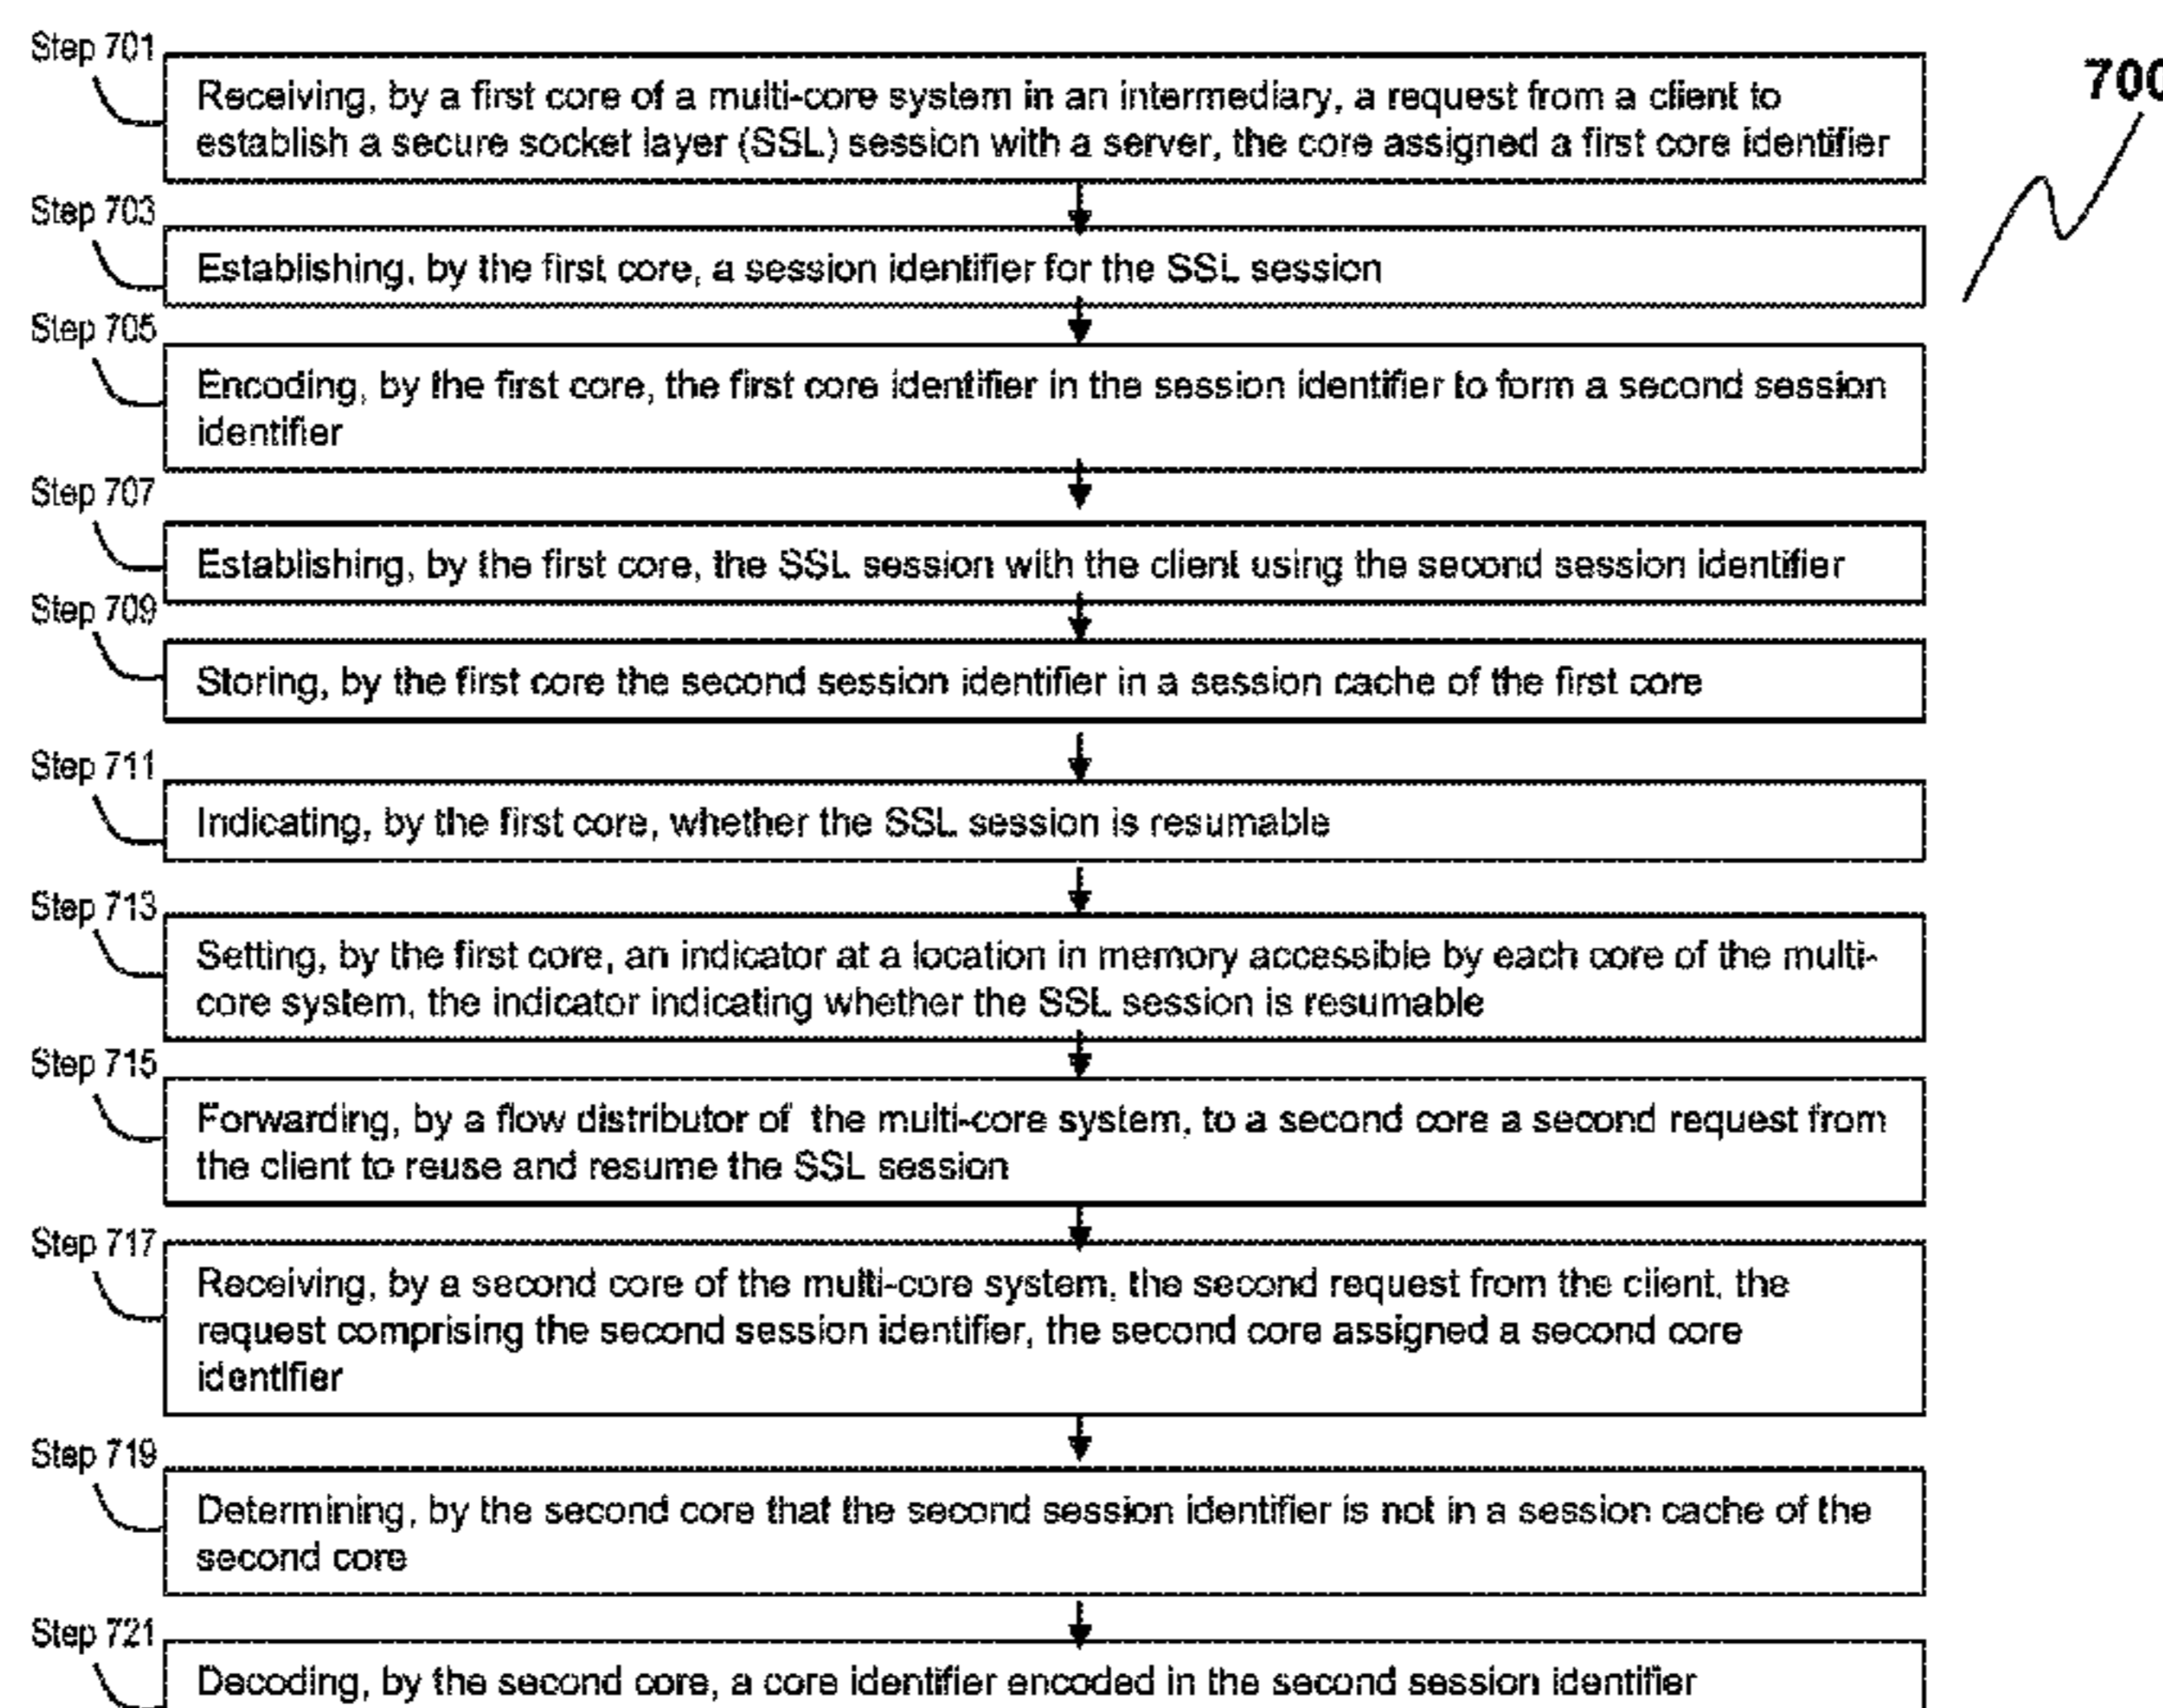 Step 701
700
Receiving, by a first core of a multi-core system in an intermediary, a request from a client to
establish a secure socket layer (SSL) session with a server, the core assigned a first core identifier
Step 703
Establishing, by the first core, a session identifier for the SSL session
Step 705
Encoding, by the first core, the first core identifier in the session identifier to form a second session
identifier
Step 707
Establishing, by the first core, the SSL session with the client using the second session identifier
Step 709
Storing, by the first core the second session identifier in a session cache of the first core
Step 711
Indicating, by the first core, whether the SSL session is resumable
Step 713
Setting, by the first core, an indicator at a location in memory accessible by each core of the multi-
core system, the indicator indicating whether the SSL session is resumable
Step 715
Forwarding, by a flow distributor of the multi-core system, to a second core a second request from
the client to reuse and resume the SSL session
Step 717
Receiving, by a second core of the multi-core system, the second request from the client, the
request comprising the second session identifier, the second core assigned a second core
identifier
Step 719
Determining, by the second core that the second session identifier is not in a session cache of the
second core
Step 721
Decoding, by the second core, a core identifier encoded in the second session identifier